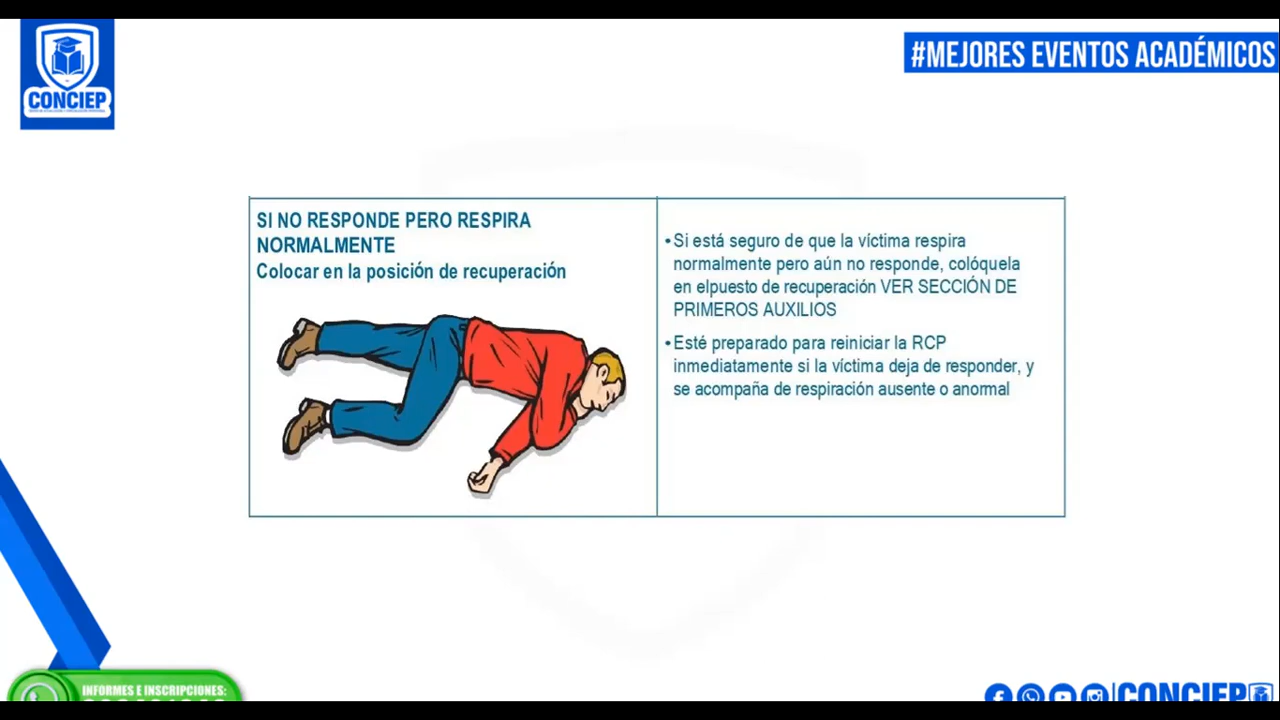 CONCIEP
#MEJORES EVENTOS ACADÉMICOS
SI NO RESPONDE PERO RESPIRA
NORMALMENTE
Colocar en la posición de recuperación
•Si está seguro de que la víctima respira
normalmente pero aún no responde, colóquela
en elpuesto de recuperación VER SECCIÓN DE
PRIMEROS AUXILIOS
•Esté preparado para reiniciar la RCP
inmediatamente si la víctima deja de responder, y
se acompaña de respiración ausente o anormal
INFORMES E INSCRIPCIONES:
CONCIEP